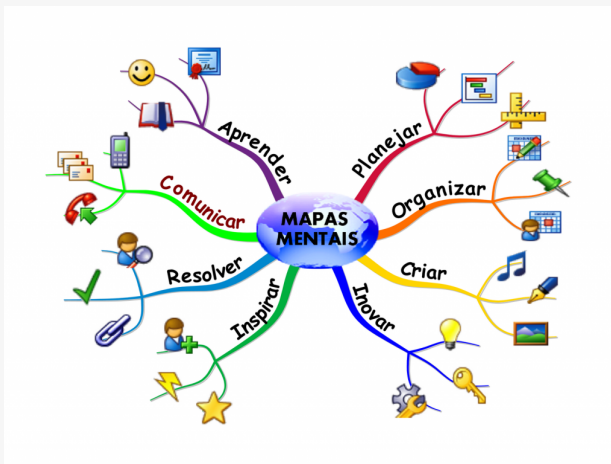 MAPAS
MENTAIS
Aprender
Comunicar
Resolver
Inspirar
Planejar
Organizar
Criar
Inovar